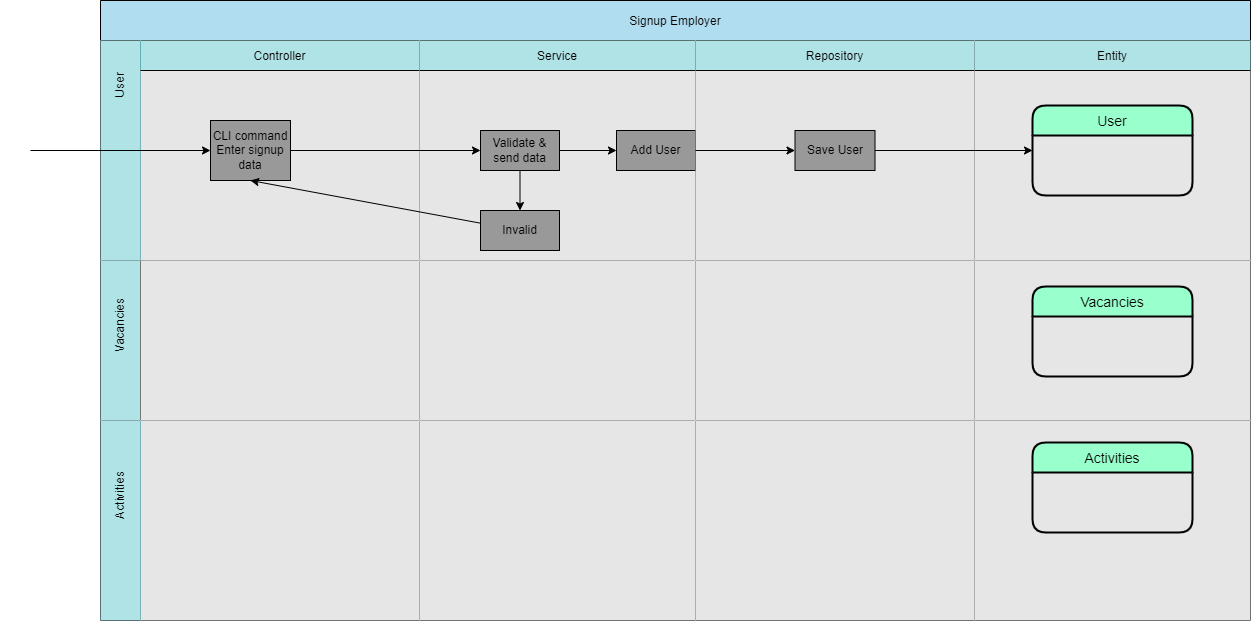 Signup Employer
Controller
Service
Repository
Entity
User
CLI command
Enter signup
data
Validate &
send data
Add User
Save User
User
Invalid
Vacancies
Vacancies
Activities
Activities